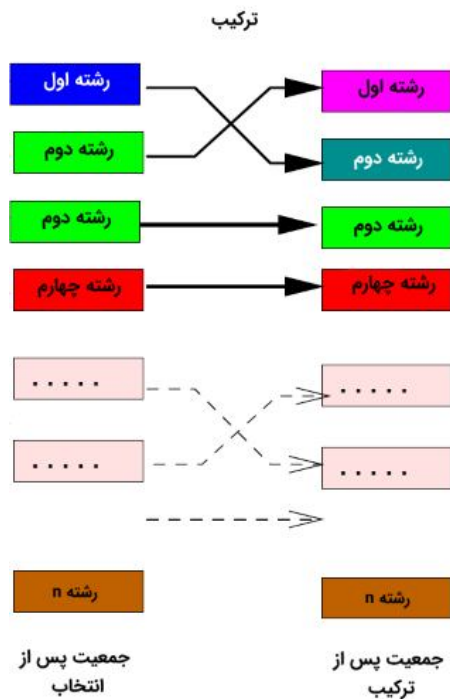 ترکیب
رشته اول
رشته اول
رشته دوم
رشته دوم
رشته دوم
رشته دوم
رشته چهارم
رشته چهارم
. . . . .
. . . . .
. . . . .
. . . . .
رشته n
رشته n
جمعیت پس از
انتخاب
جمعیت پس از
ترکیب